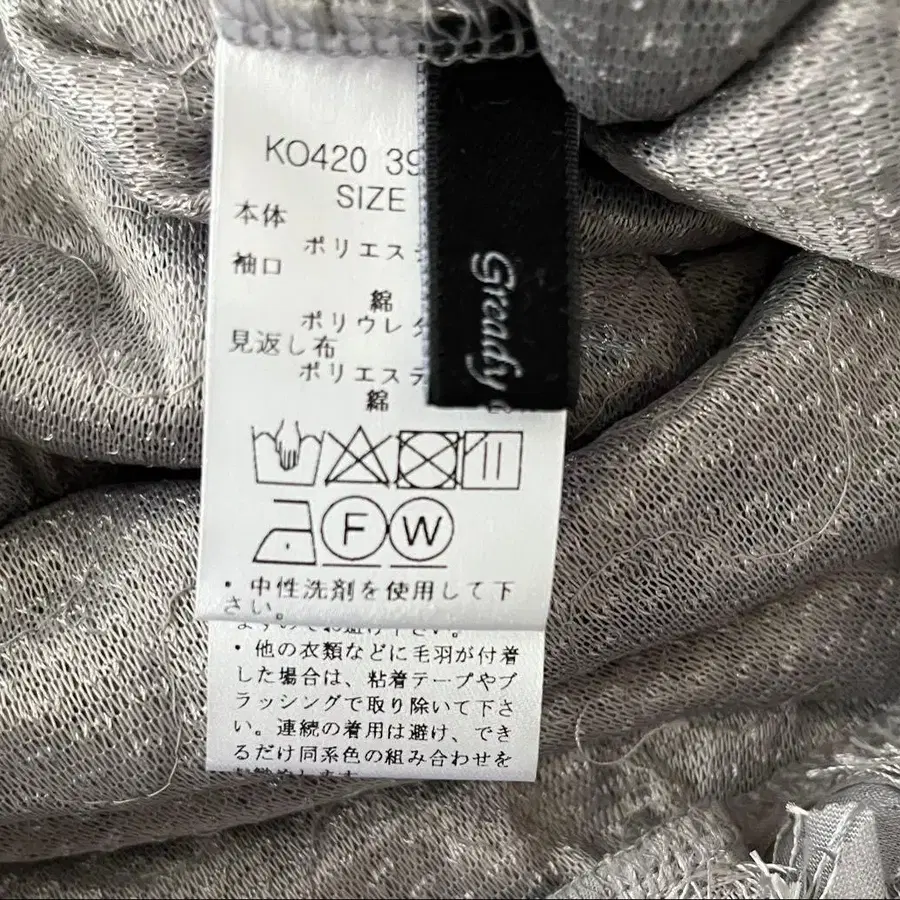 KO420 39
SIZE
本体
ポリエステ
袖口
綿
ポリウレタ
見返し布
ポリエステ
綿
Gready
F W
・中性洗剤を使用して下
さい。
・他の衣類などに毛羽が付着
した場合は、粘着テープやブ
ラッシングで取り除いて下さ
い。連続の着用は避け、でき
るだけ同系色の組み合わせを